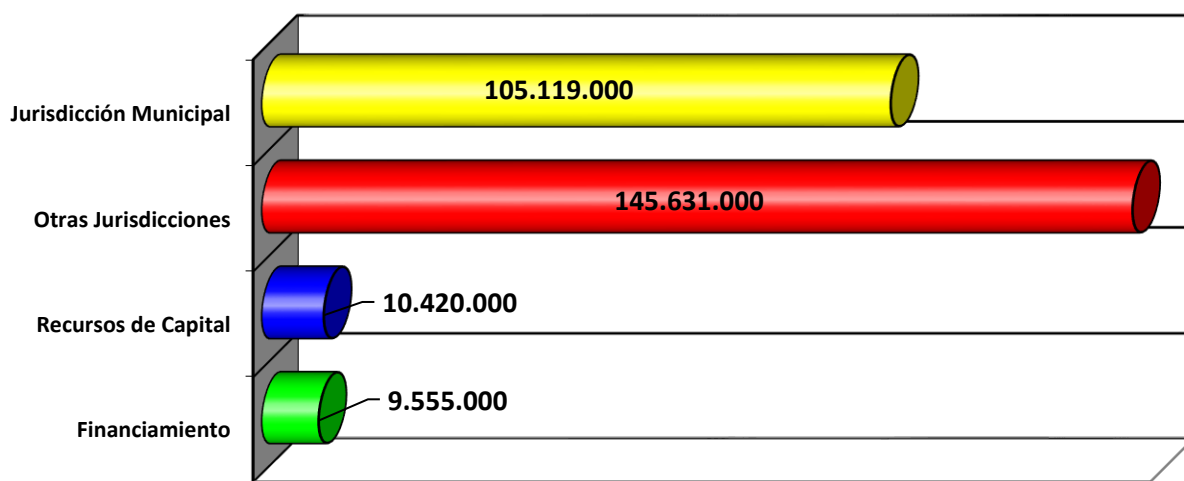 Jurisdicción Municipal
105.119.000
Otras Jurisdicciones
145.631.000
Recursos de Capital
10.420.000
Financiamiento
9.555.000